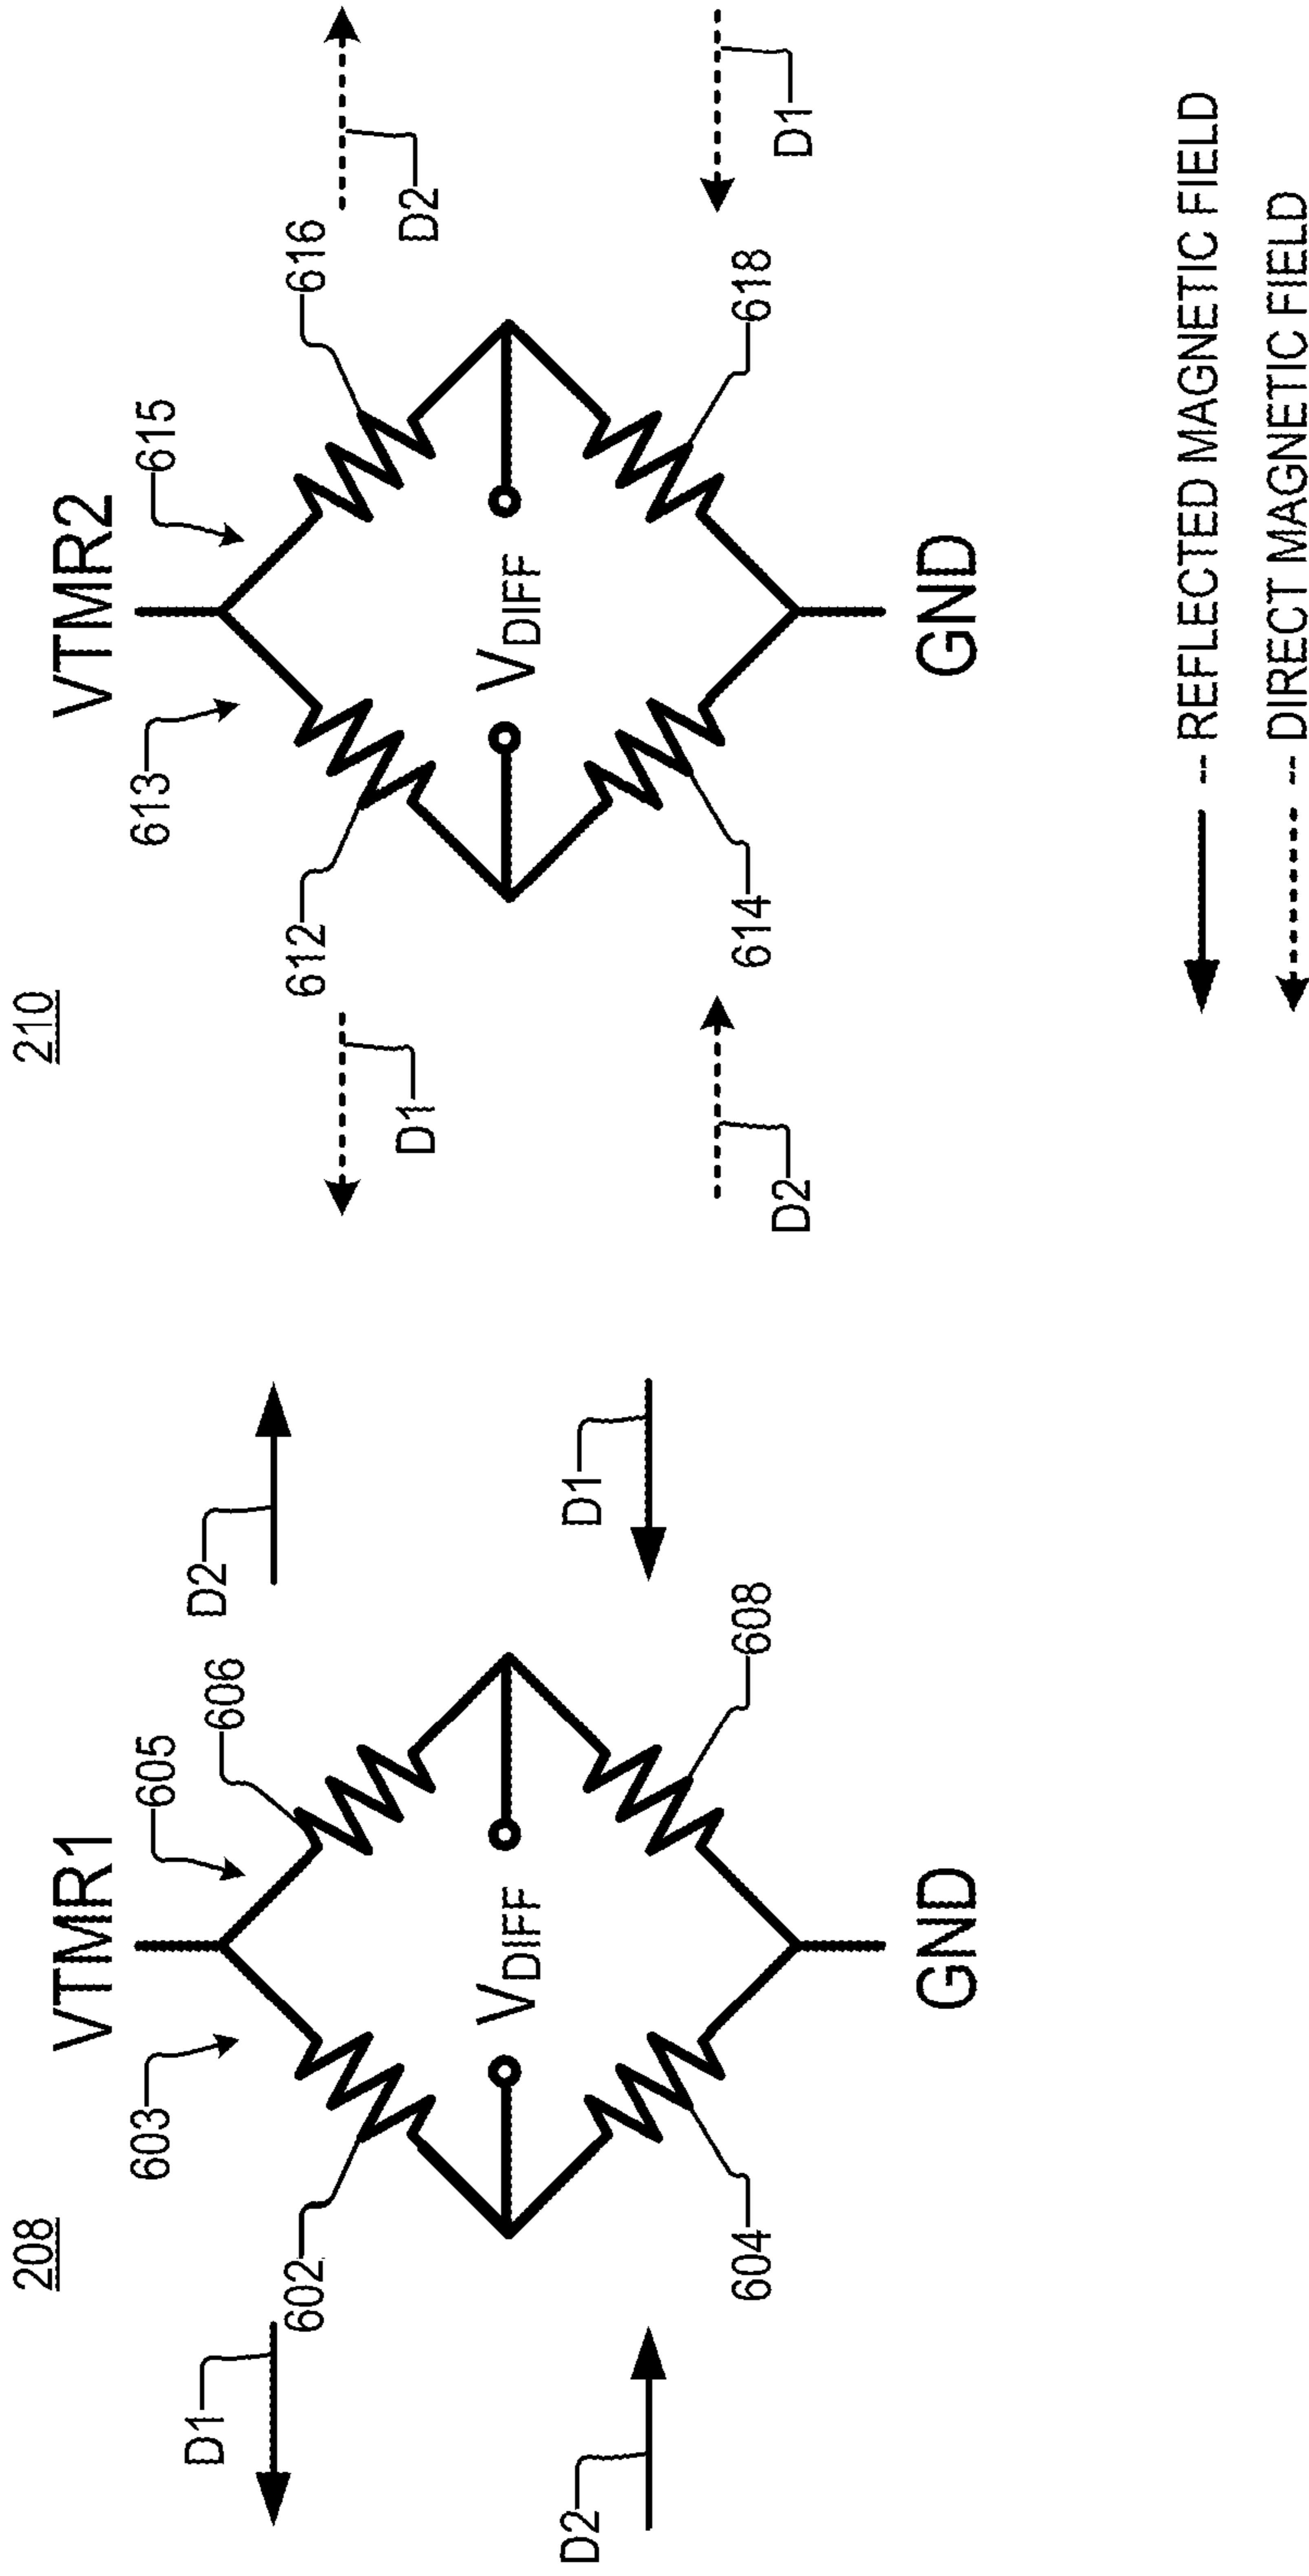 208
VTMR1
603
605
D1
D2
602
606
VDIFF
D2
D1
604
608
GND
210
VTMR2
613
615
612
616
D1
D2
VDIFF
614
618
D2
D1
GND
-- REFLECTED MAGNETIC FIELD
-- DIRECT MAGNETIC FIELD